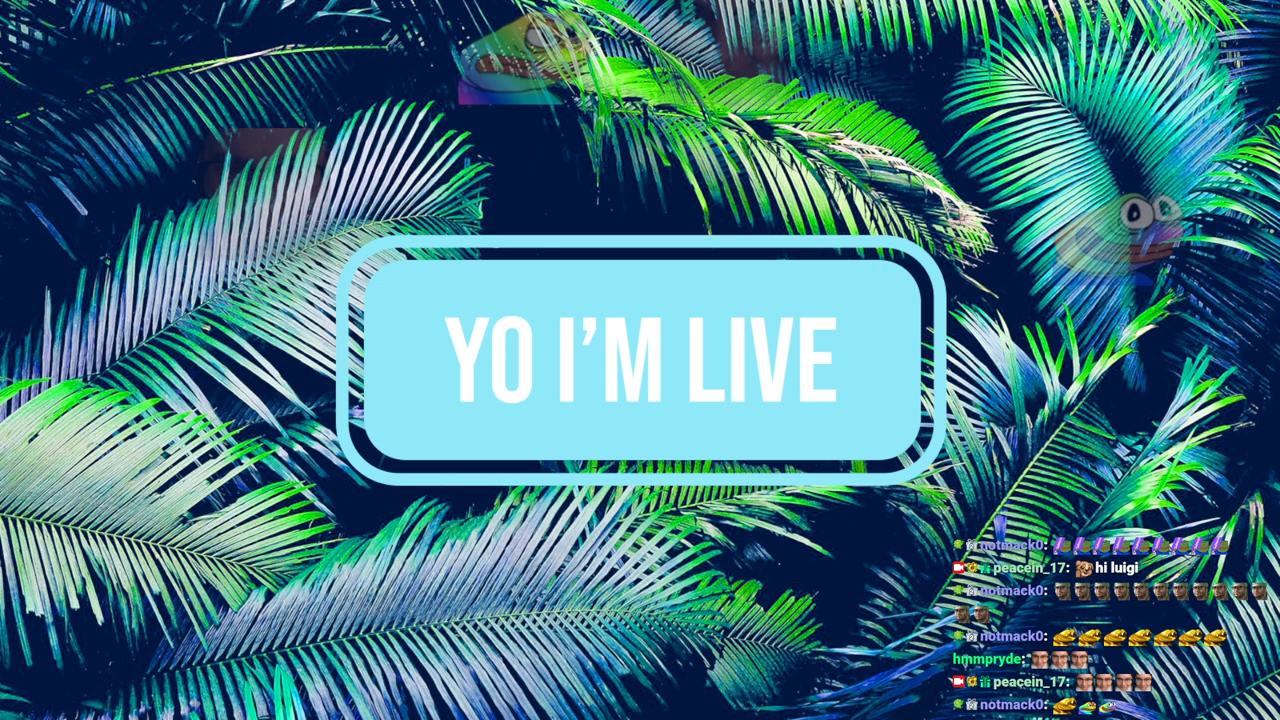 YO I'M LIVE
notmack0:
peacein_17: hi luigi
notmack0:
notmack0:
hmmpryde:
peacein_17:
notmack0: